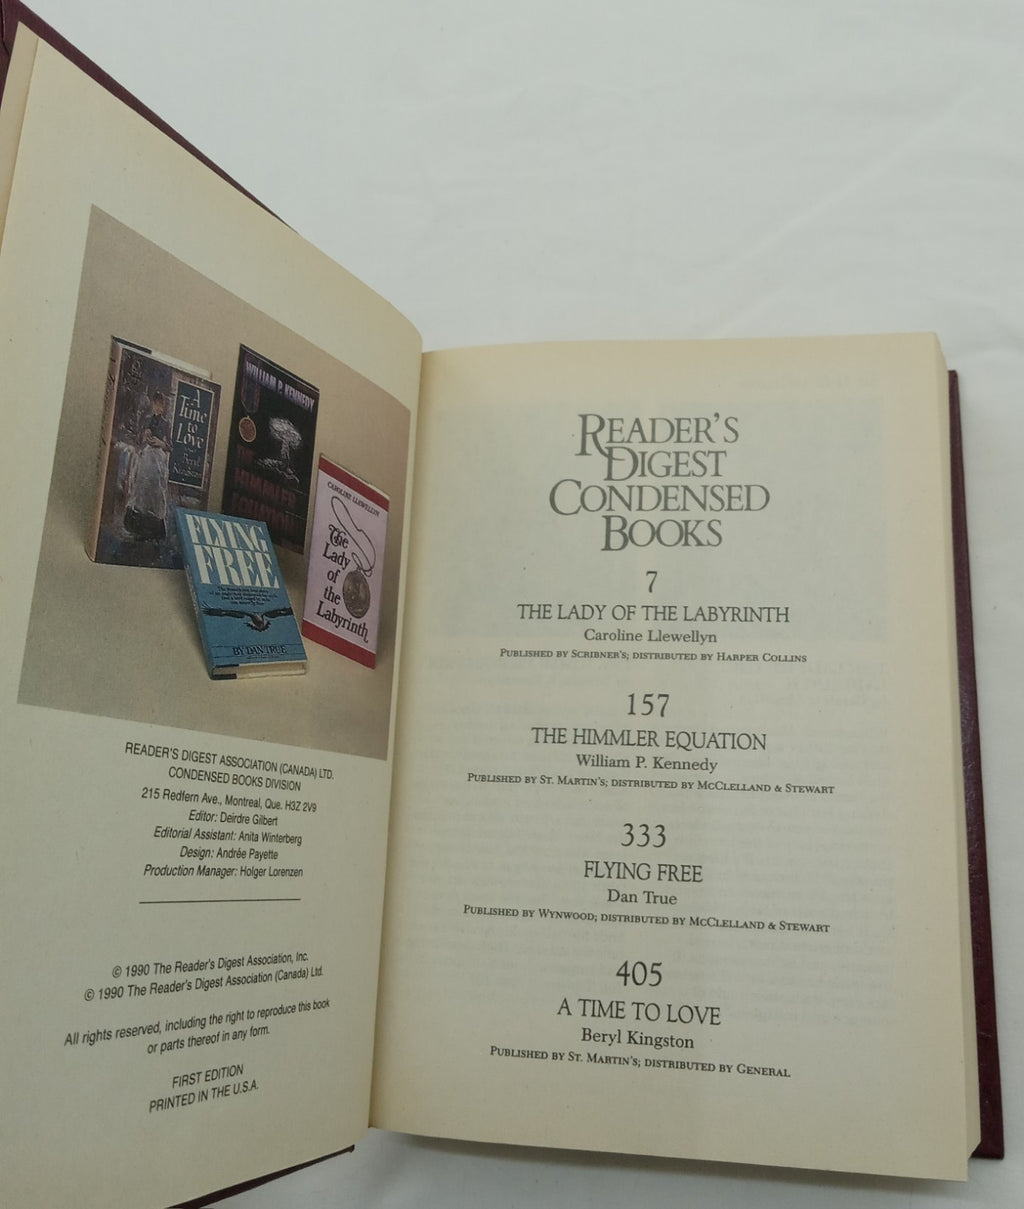 A
Time
to
Love
Beryl
Kingston
WILLIAM P. KENNEDY
THE
HIMMLER
EQUATION
CAROLINE LLEWELLYN
The
Lady
of
the
Labyrinth
FLYING
FREE
BY DAN TRUE
READER'S DIGEST ASSOCIATION (CANADA) LTD.
CONDENSED BOOKS DIVISION
215 Redfern Ave., Montreal, Que. H3Z 2V9
Editor: Deirdre Gilbert
Editorial Assistant: Anita Winterberg
Design: Andrée Payette
Production Manager: Holger Lorenzen
© 1990 The Reader's Digest Association, Inc.
© 1990 The Reader's Digest Association (Canada) Ltd.
All rights reserved, including the right to reproduce this book
or parts thereof in any form.
FIRST EDITION
PRINTED IN THE U.S.A.
READER'S
DIGEST
CONDENSED
BOOKS
7
THE LADY OF THE LABYRINTH
Caroline Llewellyn
PUBLISHED BY SCRIBNER'S; DISTRIBUTED BY HARPER COLLINS
157
THE HIMMLER EQUATION
William P. Kennedy
PUBLISHED BY ST. MARTIN'S; DISTRIBUTED BY MCCLELLAND & STEWART
333
FLYING FREE
Dan True
PUBLISHED BY WYNWOOD; DISTRIBUTED BY MCCLELLAND & STEWART
405
A TIME TO LOVE
Beryl Kingston
PUBLISHED BY ST. MARTIN'S; DISTRIBUTED BY GENERAL